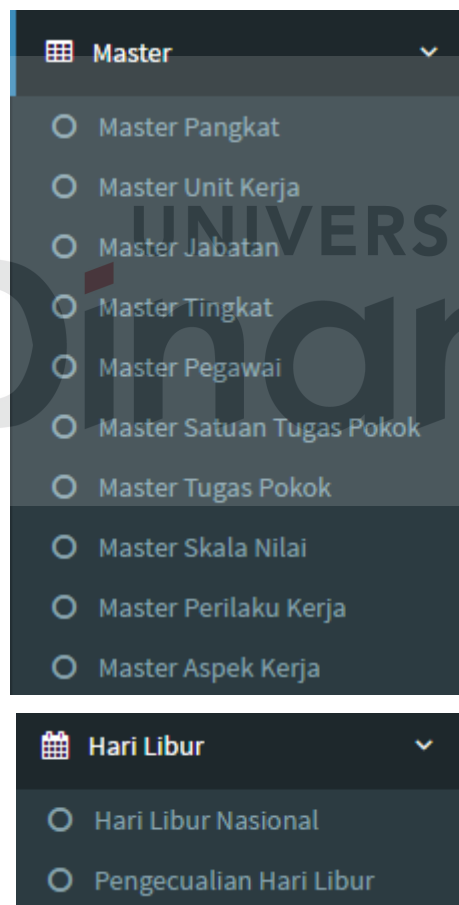 Master
Master Pangkat
Master Unit Kerja
UNIVERS
Master Jabatan
Master Tingkat
Dinar
Master Pegawai
Master Satuan Tugas Pokok
Master Tugas Pokok
Master Skala Nilai
Master Perilaku Kerja
Master Aspek Kerja
Hari Libur
Hari Libur Nasional
Pengecualian Hari Libur